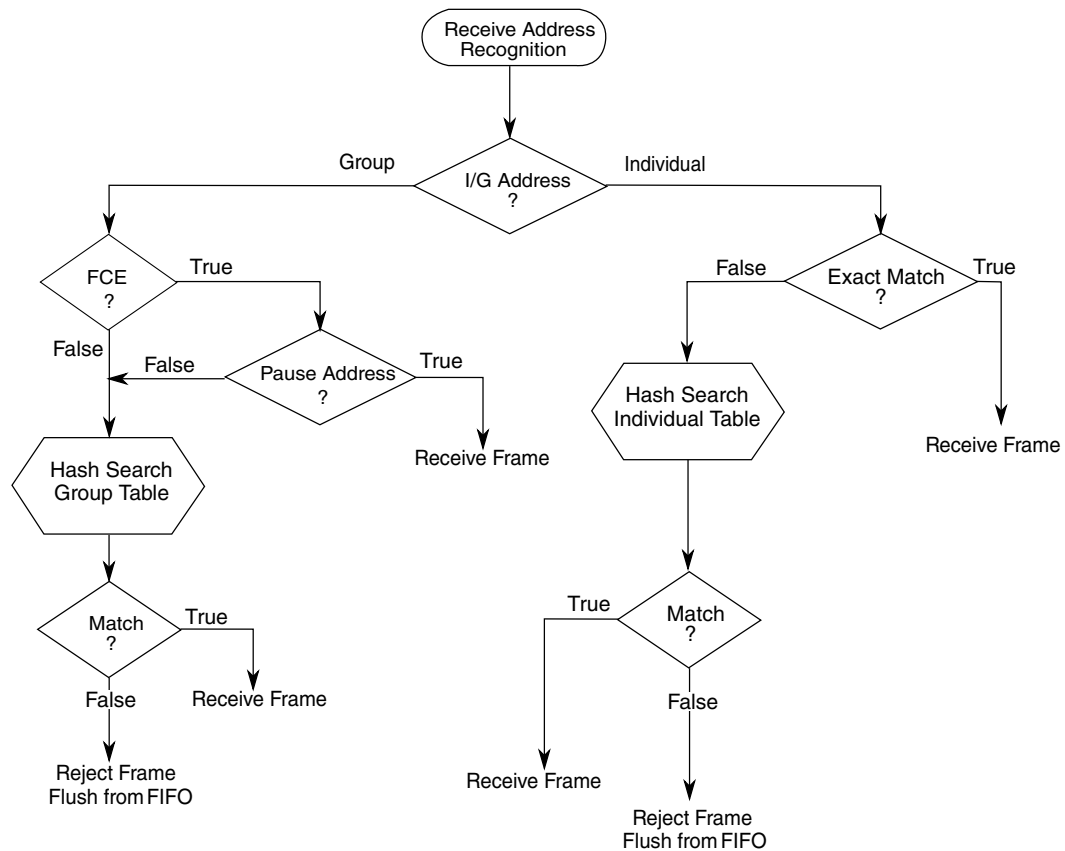 Receive Address
Recognition
Group
I/G Address
?
Individual
FCE
?
True
False
Exact Match
?
True
False
False
Pause Address
?
True
Hash Search
Individual Table
Receive Frame
Receive Frame
Hash Search
Group Table
Match
?
True
True
Match
?
False
Receive Frame
False
Reject Frame
Flush from FIFO
Receive Frame
Reject Frame
Flush from FIFO